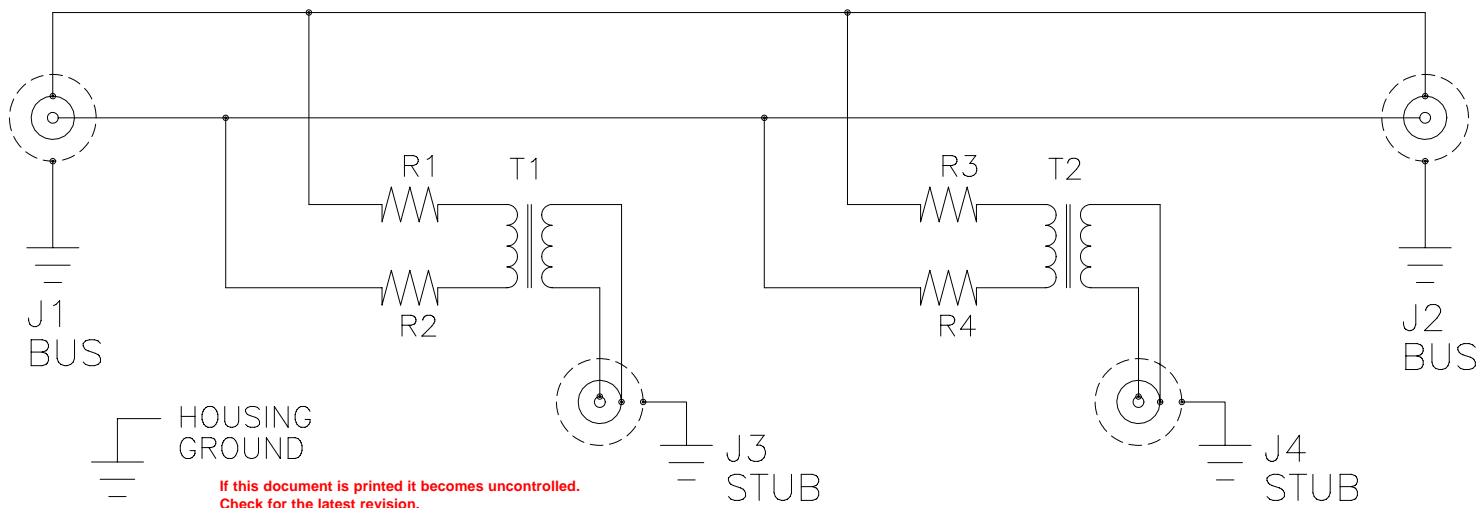 R1
T1
R3
T2
R2
R4
J1
BUS
J2
BUS
HOUSING
GROUND
J3
STUB
J4
STUB
If this document is printed it becomes uncontrolled.
Check for the latest revision.